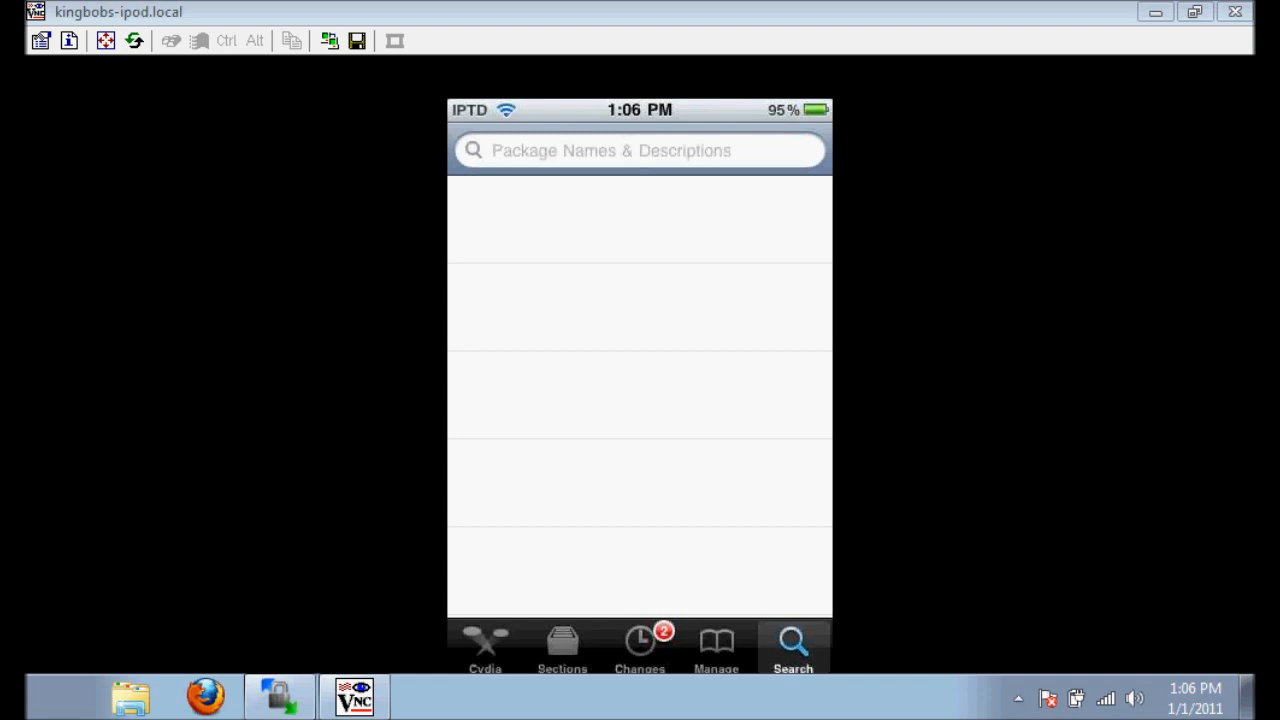 kingbobs-ipod.local
Ctrl Alt
IPTD 1:06 PM 95%
Package Names & Descriptions
2
Cydia Sections Changes Manage Search
VNC
1:06 PM
1/1/2011